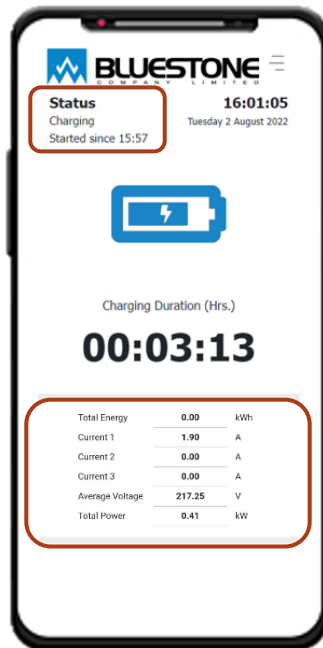 BLUESTONE
COMPANY LIMITED
Status 16:01:05
Charging Tuesday 2 August 2022
Started since 15:57
Charging Duration (Hrs.)
00:03:13
Total Energy 0.00 kWh
Current 1 1.90 A
Current 2 0.00 A
Current 3 0.00 A
Average Voltage 217.25 V
Total Power 0.41 kW